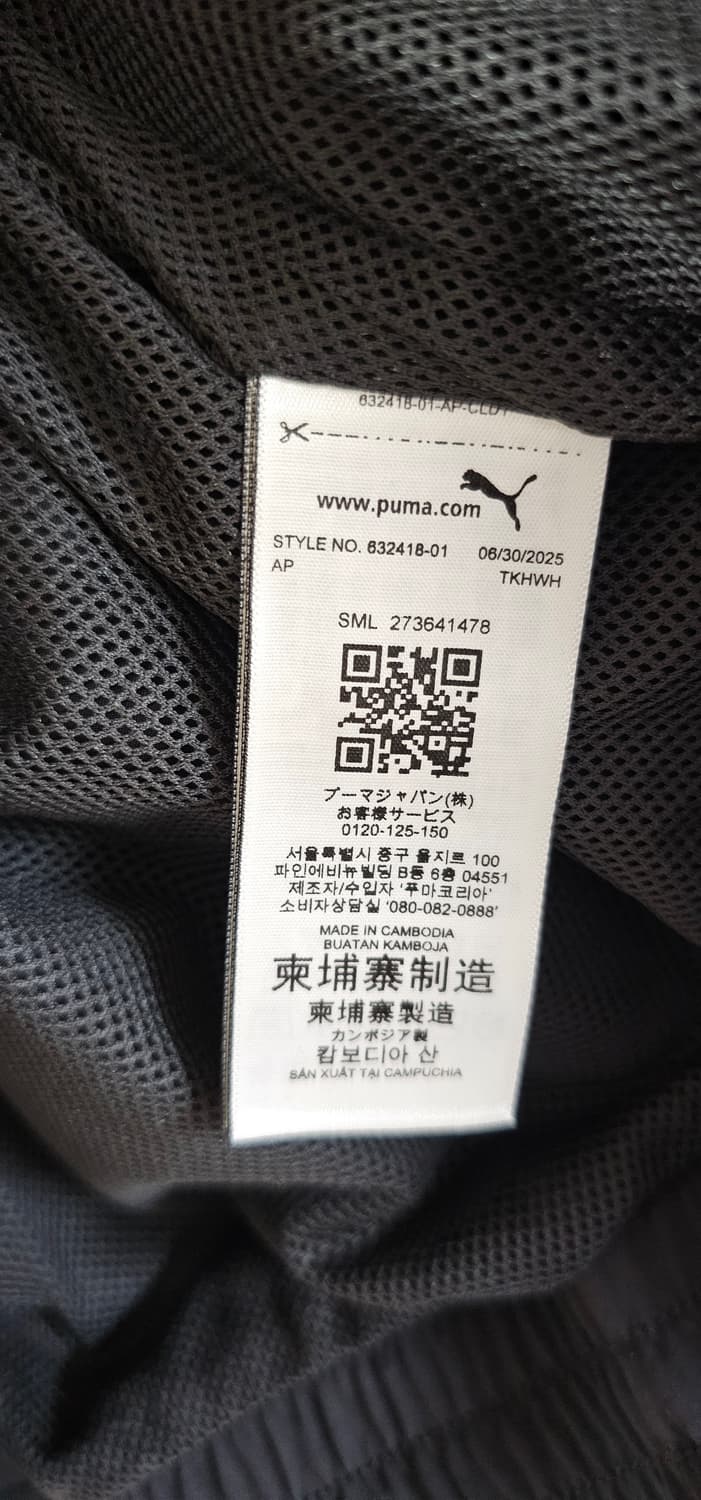 632418-01-AP-CLD1
www.puma.com
STYLE NO. 632418-01 06/30/2025
AP TKHWH
SML 273641478
プーマジャパン(株)
お客様サービス
0120-125-150
서울특별시 중구 을지로 100
파인에비뉴빌딩 B동 6층 04551
제조자/수입자 '푸마코리아'
소비자상담실 '080-082-0888'
MADE IN CAMBODIA
BUATAN KAMBOJA
柬埔寨制造
柬埔寨製造
カンボジア製
캄보디아 산
SẢN XUẤT TẠI CAMPUCHIA